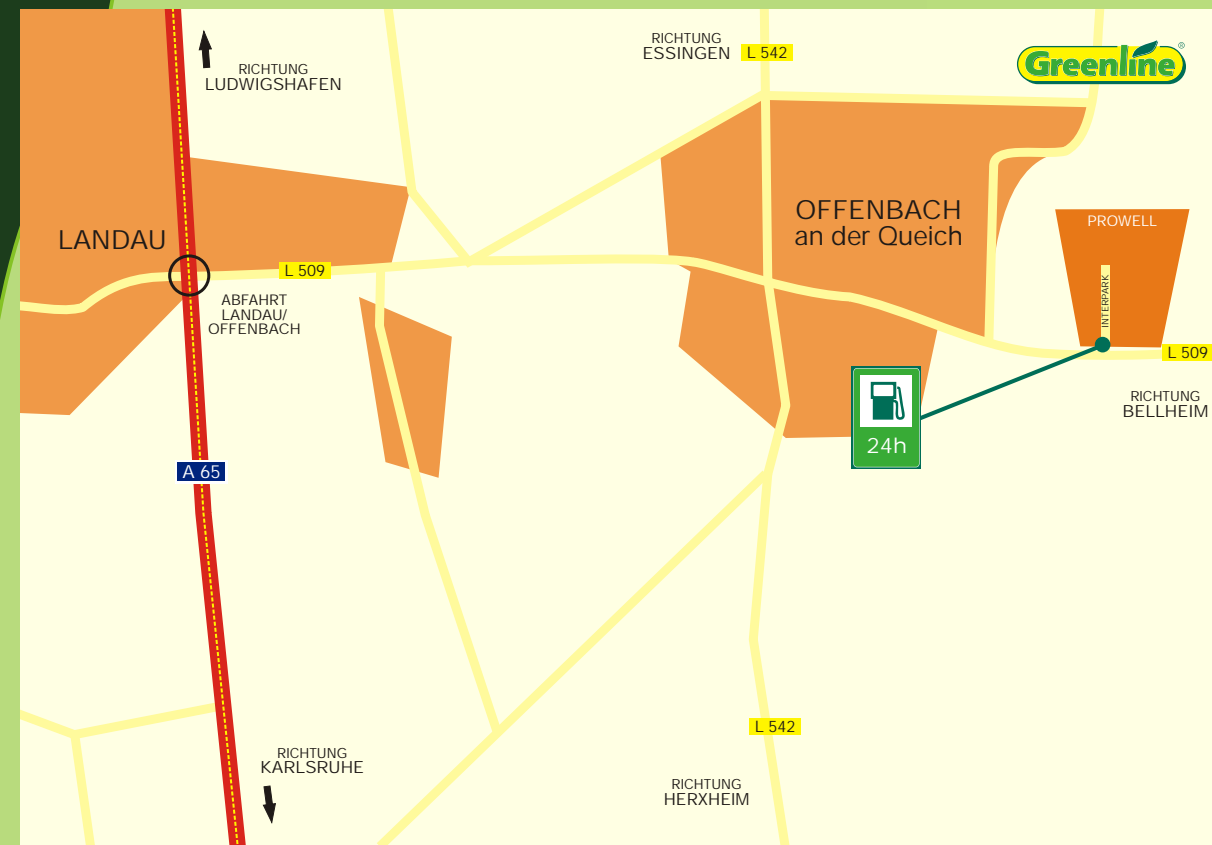 RICHTUNG
LUDWIGSHAFEN
RICHTUNG
ESSINGEN
L 542
Greenline®
LANDAU
OFFENBACH
an der Queich
PROWELL
INTERPARK
L 509
ABFAHRT
LANDAU/
OFFENBACH
L 509
RICHTUNG
BELLHEIM
24h
A 65
L 542
RICHTUNG
KARLSRUHE
RICHTUNG
HERXHEIM